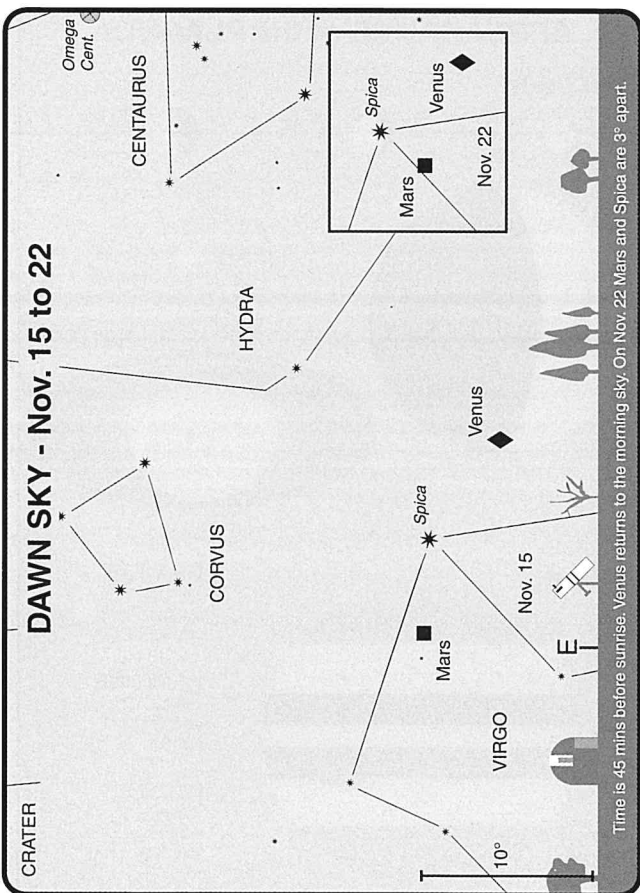 DAWN SKY - Nov. 15 to 22
CRATER
Omega
Cent.
CENTAURUS
CORVUS
HYDRA
Spica
Mars
Venus
Nov. 22
Spica
Venus
Mars
Nov. 15
VIRGO
10°
E
Time is 45 mins before sunrise. Venus returns to the morning sky. On Nov. 22 Mars and Spica are 3° apart.